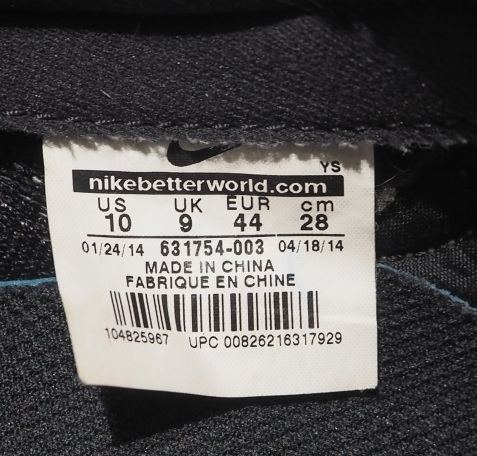 YS
nikebetterworld.com
US UK EUR cm
10 9 44 28
01/24/14 631754-003 04/18/14
MADE IN CHINA
FABRIQUE EN CHINE
104825967 UPC 00826216317929